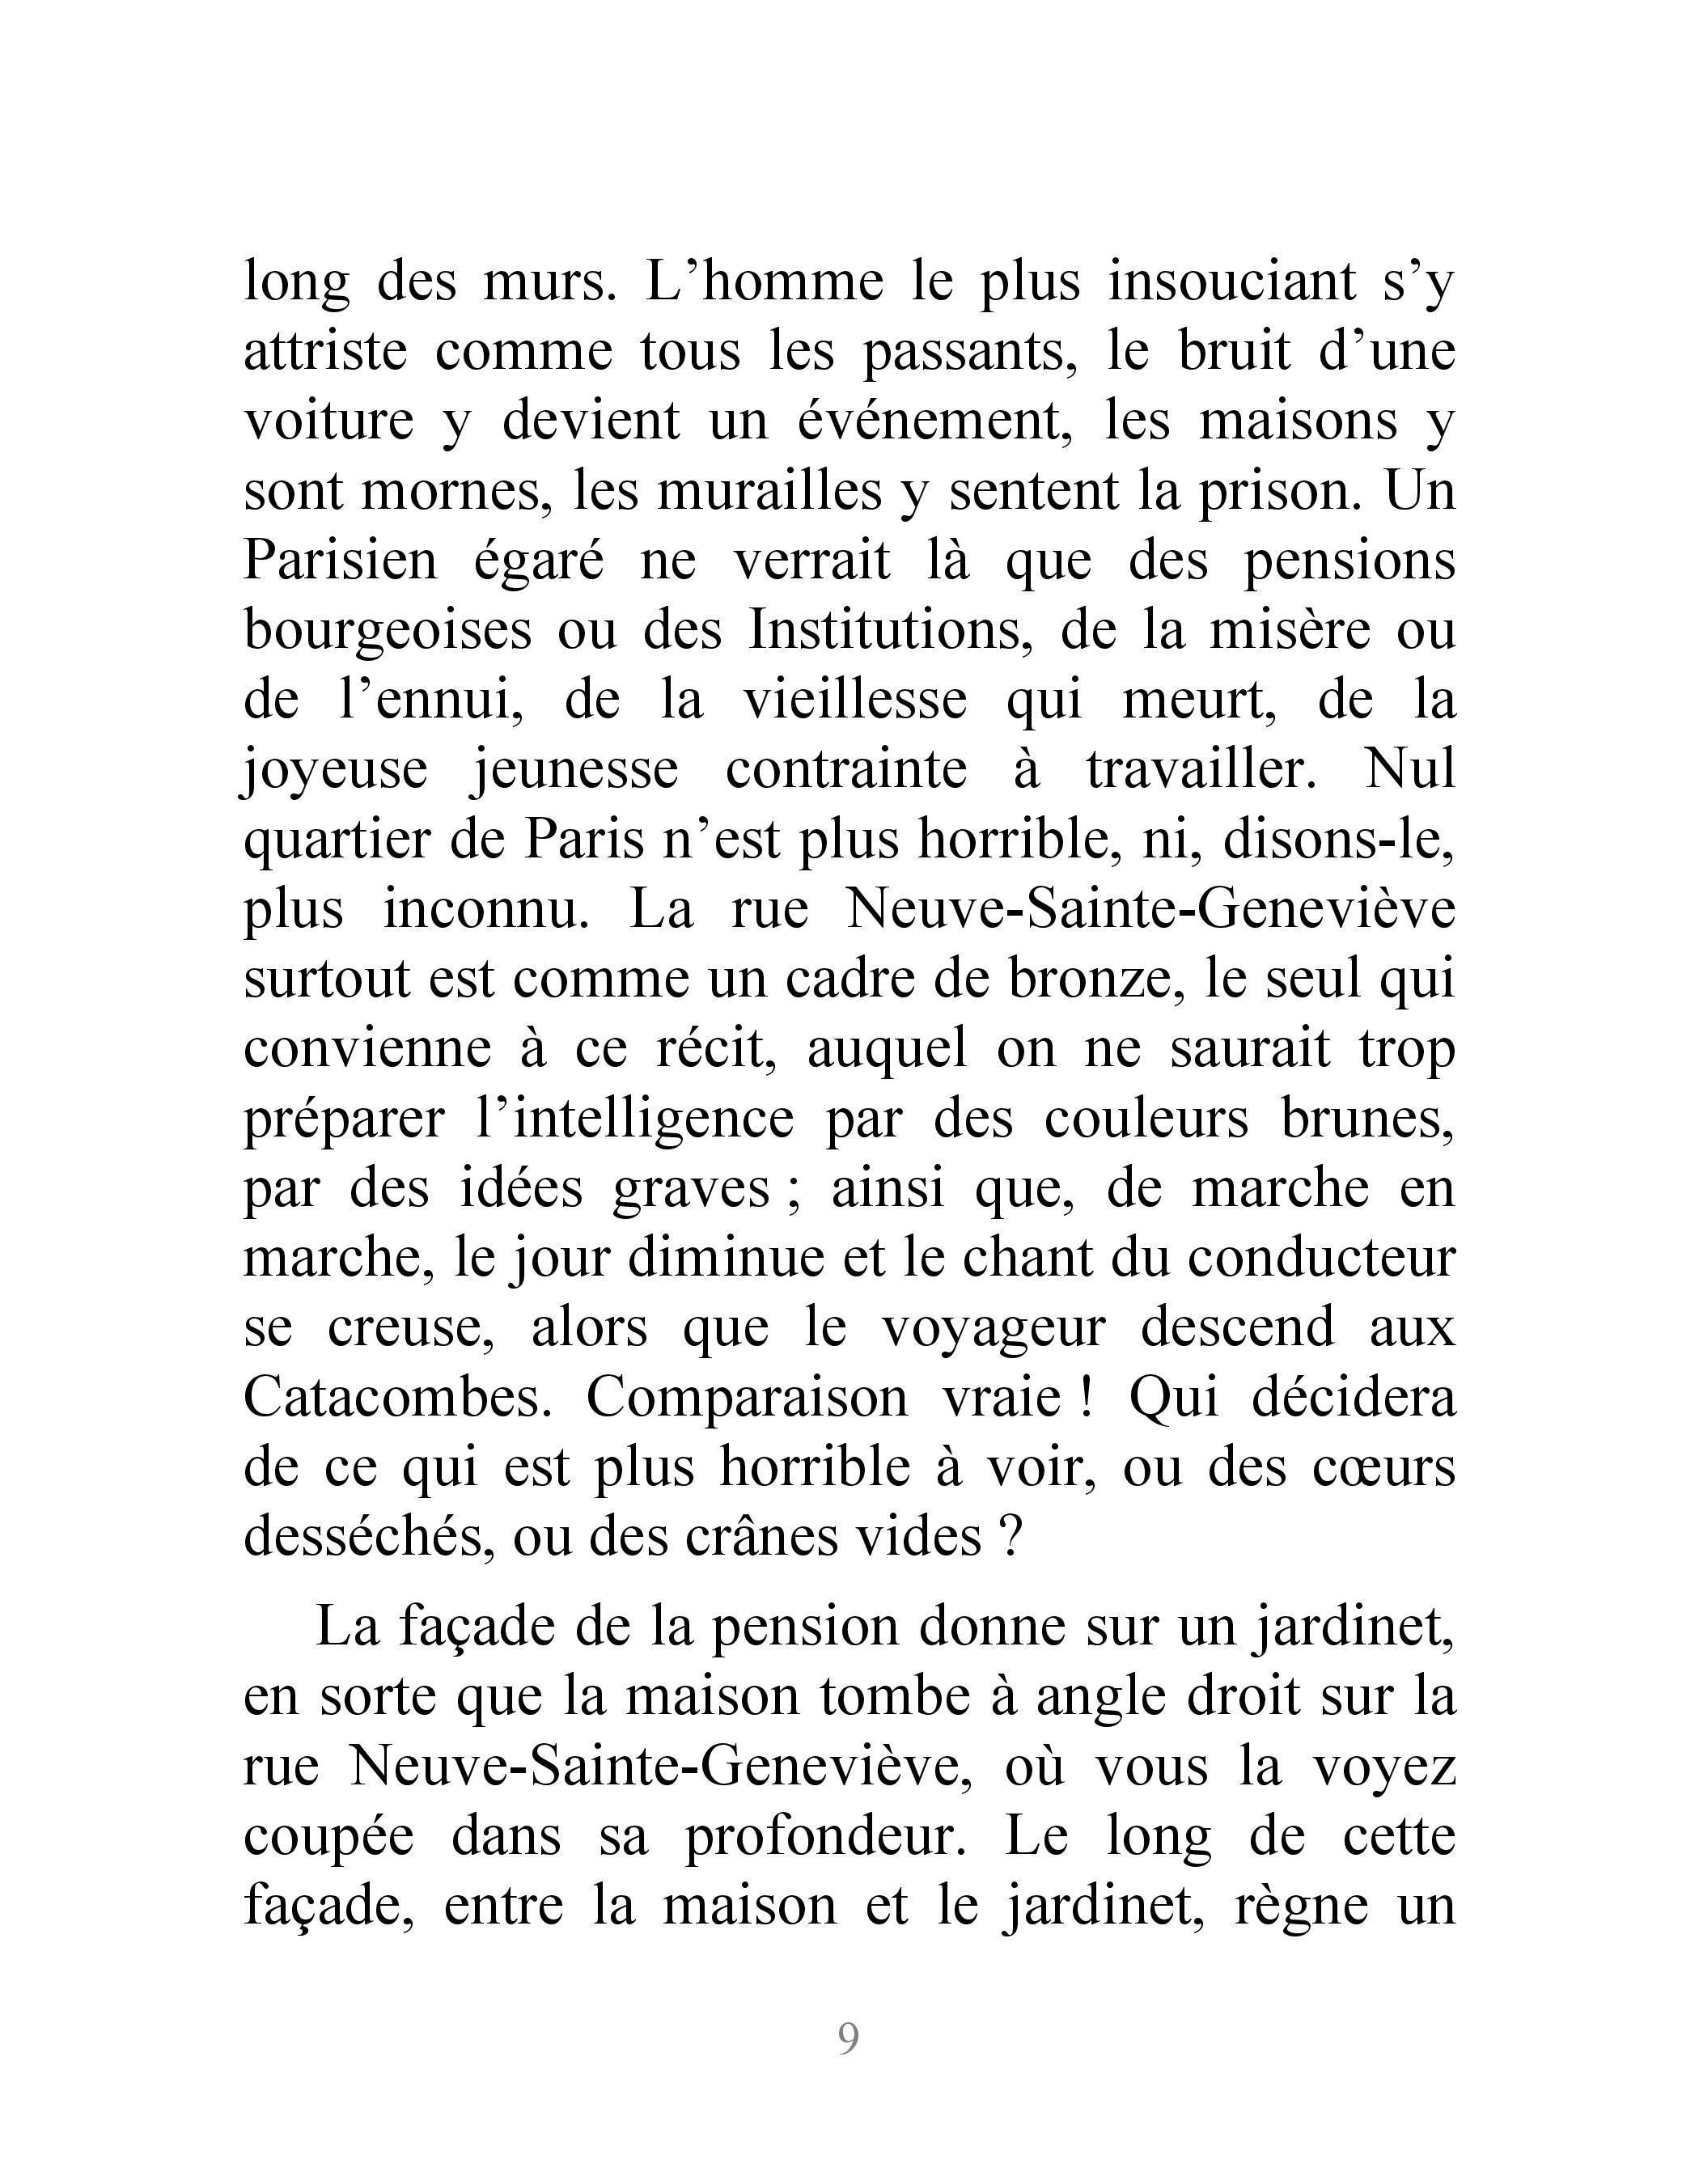 long des murs. L’homme le plus insouciant s’y
attriste comme tous les passants, le bruit d’une
voiture y devient un événement, les maisons y
sont mornes, les murailles y sentent la prison. Un
Parisien égaré ne verrait là que des pensions
bourgeoises ou des Institutions, de la misère ou
de l’ennui, de la vieillesse qui meurt, de la
joyeuse jeunesse contrainte à travailler. Nul
quartier de Paris n’est plus horrible, ni, disons-le,
plus inconnu. La rue Neuve-Sainte-Geneviève
surtout est comme un cadre de bronze, le seul qui
convienne à ce récit, auquel on ne saurait trop
préparer l’intelligence par des couleurs brunes,
par des idées graves ; ainsi que, de marche en
marche, le jour diminue et le chant du conducteur
se creuse, alors que le voyageur descend aux
Catacombes. Comparaison vraie ! Qui décidera
de ce qui est plus horrible à voir, ou des cœurs
desséchés, ou des crânes vides ?
La façade de la pension donne sur un jardinet,
en sorte que la maison tombe à angle droit sur la
rue Neuve-Sainte-Geneviève, où vous la voyez
coupée dans sa profondeur. Le long de cette
façade, entre la maison et le jardinet, règne un
9